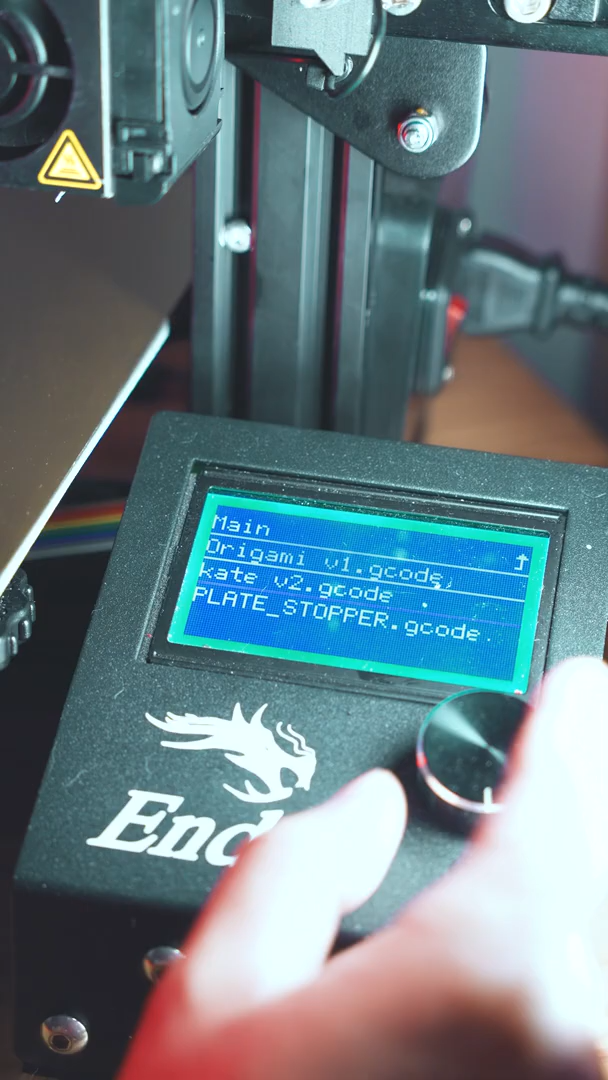 Main
Origami v1.gcode
kate v2.gcode
PLATE_STOPPER.gcode
End